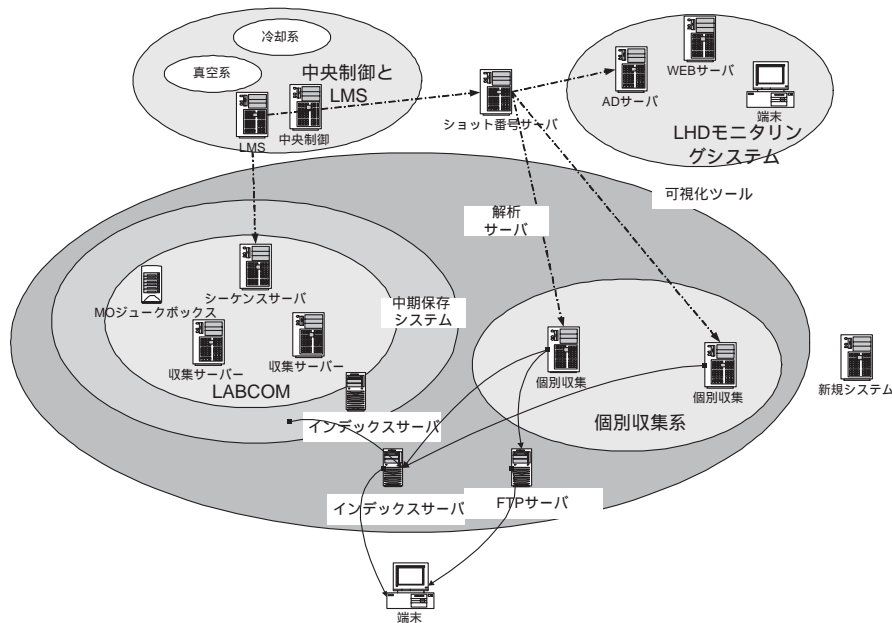 冷却系
真空系
中央制御と
LMS
LMS
中央制御
ショット番号サーバ
WEBサーバ
ADサーバ
端末
LHDモニタリン
グシステム
解析
サーバ
可視化ツール
シーケンスサーバ
MOジュークボックス
中期保存
システム
収集サーバー
収集サーバー
LABCOM
個別収集
個別収集
新規システム
インデックスサーバ
個別収集系
インデックスサーバ
FTPサーバ
端末